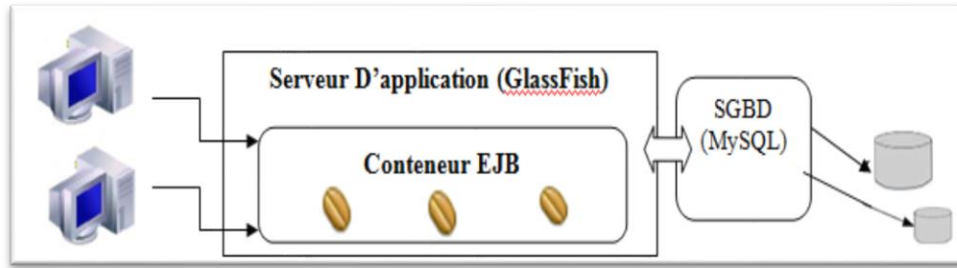 Serveur D'application (GlassFish)
Conteneur EJB
SGBD
(MySQL)